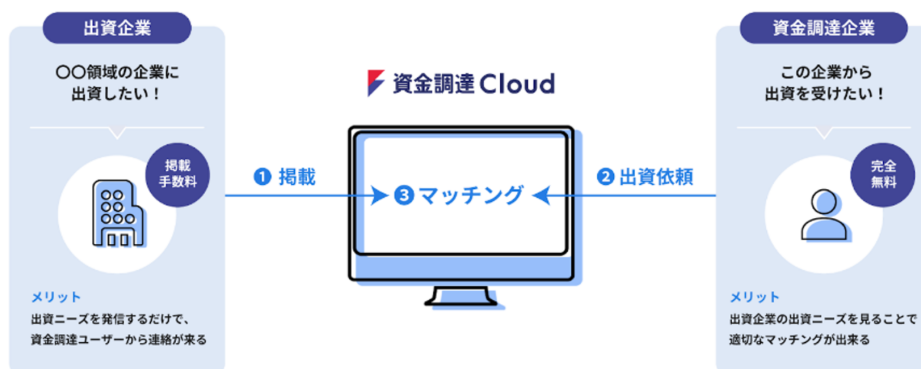 出資企業
〇〇領域の企業に
出資したい！
掲載
手数料
メリット
出資ニーズを発信するだけで、
資金調達ユーザーから連絡が来る
資金調達 Cloud
❶ 掲載
❸ マッチング
❷ 出資依頼
資金調達企業
この企業から
出資を受けたい！
完全
無料
メリット
出資企業の出資ニーズを見ることで
適切なマッチングが出来る